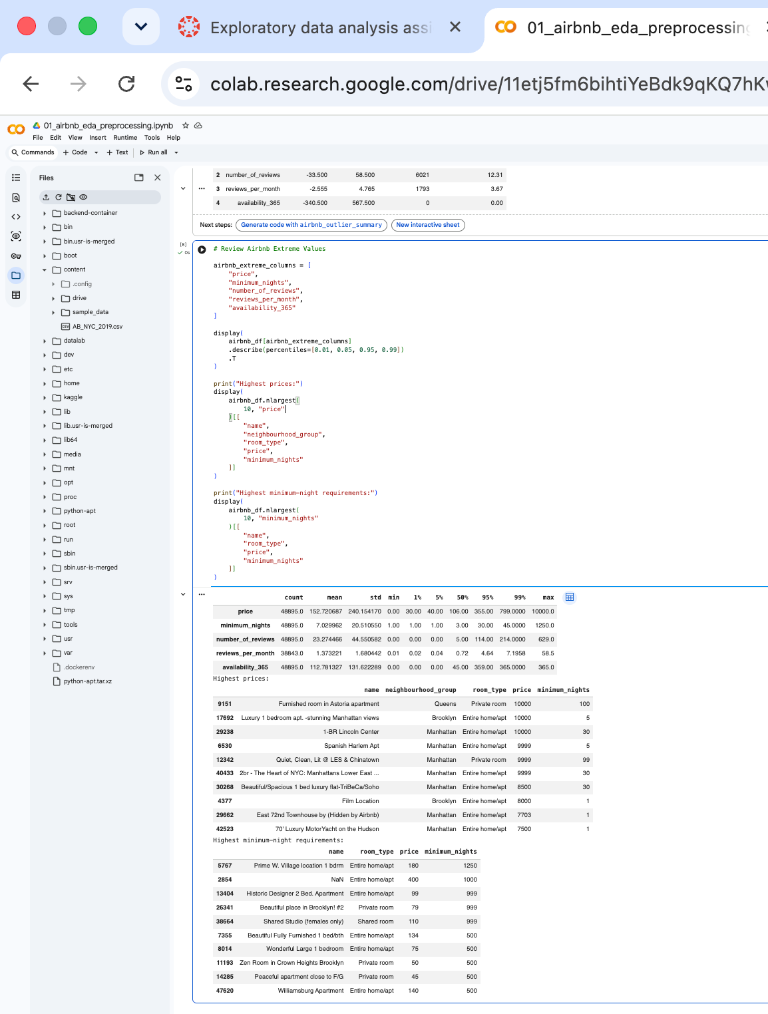 Exploratory data analysis assi
01_airbnb_eda_preprocessing
colab.research.google.com/drive/11etj5fm6bihtiYeBdk9qKQ7hK
01_airbnb_eda_preprocessing.ipynb
File Edit View Insert Runtime Tools Help
Commands + Code + Text Run all
Files
backend-container
bin
bin.usr-is-merged
boot
content
.config
drive
sample_data
AB_NYC_2019.csv
datalab
dev
etc
home
kaggle
lib
lib.usr-is-merged
lib64
media
mnt
opt
proc
python-apt
root
run
sbin
sbin.usr-is-merged
srv
sys
tmp
tools
usr
var
.dockerenv
python-apt.tar.xz
2 number_of_reviews -33.500 58.500 6021 12.31
3 reviews_per_month -2.555 4.765 1793 3.67
4 availability_365 -340.500 567.500 0 0.00
Next steps: Generate code with airbnb_outlier_summary New interactive sheet
# Review Airbnb Extreme Values
airbnb_extreme_columns = [
"price",
"minimum_nights",
"number_of_reviews",
"reviews_per_month",
"availability_365"
]
display(
airbnb_df[airbnb_extreme_columns]
.describe(percentiles=[0.01, 0.05, 0.95, 0.99])
.T
)
print("Highest prices:")
display(
airbnb_df.nlargest(
10, "price"
)[[
"name",
"neighbourhood_group",
"room_type",
"price",
"minimum_nights"
]]
)
print("Highest minimum-night requirements:")
display(
airbnb_df.nlargest(
10, "minimum_nights"
)[[
"name",
"room_type",
"price",
"minimum_nights"
]]
)
count mean std min 1% 5% 50% 95% 99% max
price 48895.0 152.720687 240.154170 0.00 30.00 40.00 106.00 355.00 799.0000 10000.0
minimum_nights 48895.0 7.029962 20.510550 1.00 1.00 1.00 3.00 30.00 45.0000 1250.0
number_of_reviews 48895.0 23.274466 44.550582 0.00 0.00 0.00 5.00 114.00 214.0000 629.0
reviews_per_month 38843.0 1.373221 1.680442 0.01 0.02 0.04 0.72 4.64 7.1958 58.5
availability_365 48895.0 112.781327 131.622289 0.00 0.00 0.00 45.00 359.00 365.0000 365.0
Highest prices:
name neighbourhood_group room_type price minimum_nights
9151 Furnished room in Astoria apartment Queens Private room 10000 100
17692 Luxury 1 bedroom apt. -stunning Manhattan views Brooklyn Entire home/apt 10000 5
29238 1-BR Lincoln Center Manhattan Entire home/apt 10000 30
6530 Spanish Harlem Apt Manhattan Entire home/apt 9999 5
12342 Quiet, Clean, Lit @ LES & Chinatown Manhattan Private room 9999 99
40433 2br - The Heart of NYC: Manhattans Lower East ... Manhattan Entire home/apt 9999 30
30268 Beautiful/Spacious 1 bed luxury flat-TriBeCa/Soho Manhattan Entire home/apt 8500 30
4377 Film Location Brooklyn Entire home/apt 8000 1
29662 East 72nd Townhouse by (Hidden by Airbnb) Manhattan Entire home/apt 7703 1
42523 70' Luxury MotorYacht on the Hudson Manhattan Entire home/apt 7500 1
Highest minimum-night requirements:
name room_type price minimum_nights
5767 Prime W. Village location 1 bdrm Entire home/apt 180 1250
2854 NaN Entire home/apt 400 1000
13404 Historic Designer 2 Bed. Apartment Entire home/apt 99 999
26341 Beautiful place in Brooklyn! #2 Private room 79 999
38664 Shared Studio (females only) Shared room 110 999
7355 Beautiful Fully Furnished 1 bed/bth Entire home/apt 134 500
8014 Wonderful Large 1 bedroom Entire home/apt 75 500
11193 Zen Room in Crown Heights Brooklyn Private room 50 500
14285 Peaceful apartment close to F/G Private room 45 500
47620 Williamsburg Apartment Entire home/apt 140 500